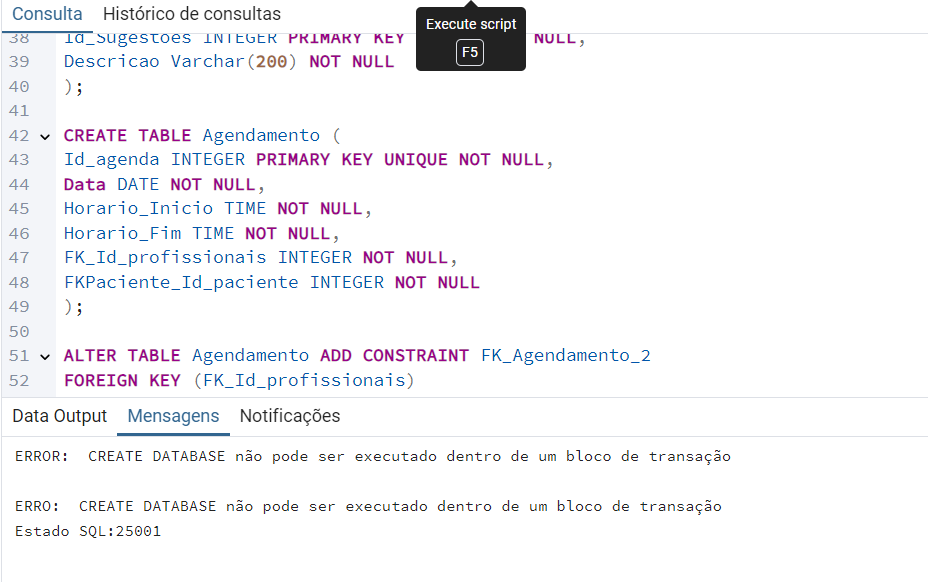 Consulta Histórico de consultas
Execute script
F5
38 Id_Sugestoes INTEGER PRIMARY KEY NULL,
39 Descricao Varchar(200) NOT NULL
40 );
41
42 CREATE TABLE Agendamento (
43 Id_agenda INTEGER PRIMARY KEY UNIQUE NOT NULL,
44 Data DATE NOT NULL,
45 Horario_Inicio TIME NOT NULL,
46 Horario_Fim TIME NOT NULL,
47 FK_Id_profissionais INTEGER NOT NULL,
48 FKPaciente_Id_paciente INTEGER NOT NULL
49 );
50
51 ALTER TABLE Agendamento ADD CONSTRAINT FK_Agendamento_2
52 FOREIGN KEY (FK_Id_profissionais)
Data Output Mensagens Notificações
ERROR:  CREATE DATABASE não pode ser executado dentro de um bloco de transação
ERRO:  CREATE DATABASE não pode ser executado dentro de um bloco de transação
Estado SQL:25001